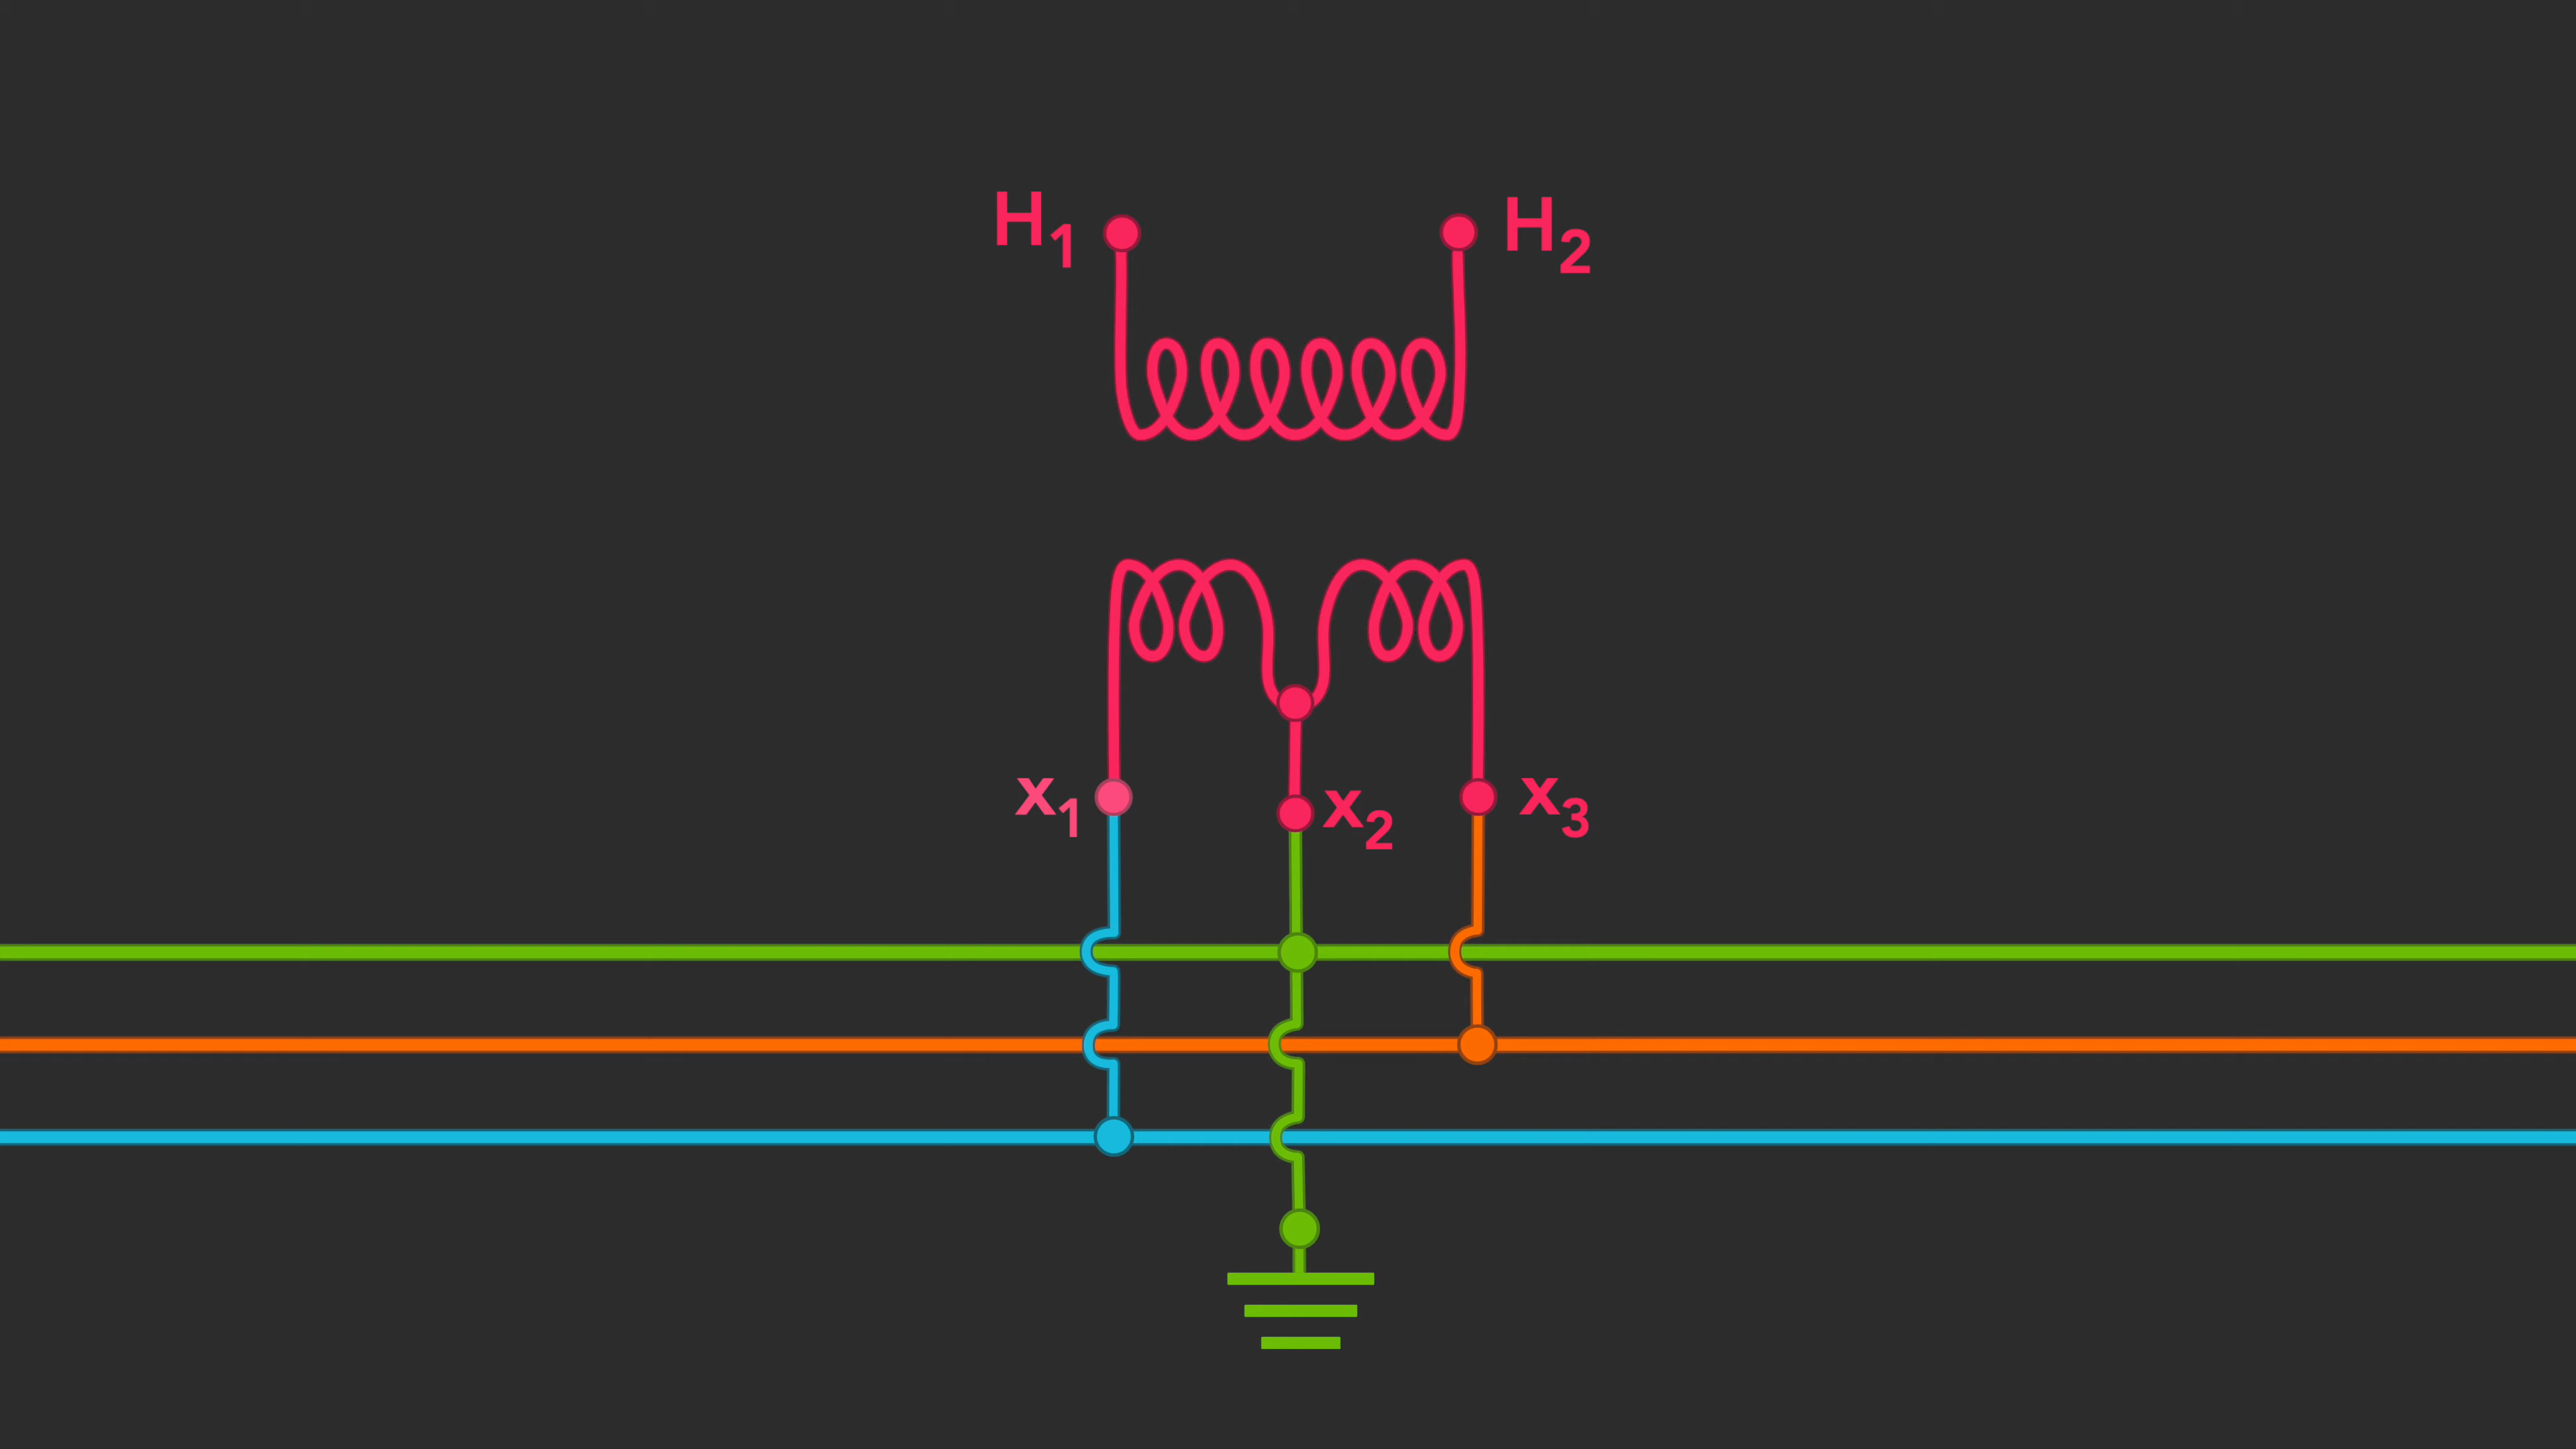 H₁
H₂
x₁
x₂
x₃